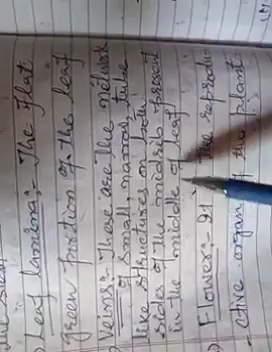 Leaf lamina:- The flat
green portion of the leaf
Veins:- These are the network
of small, narrow, tube
like structures on both
sides of the midrib present
in the middle of leaf.
Flower:- It the reprodu-
ctive organ of the plant